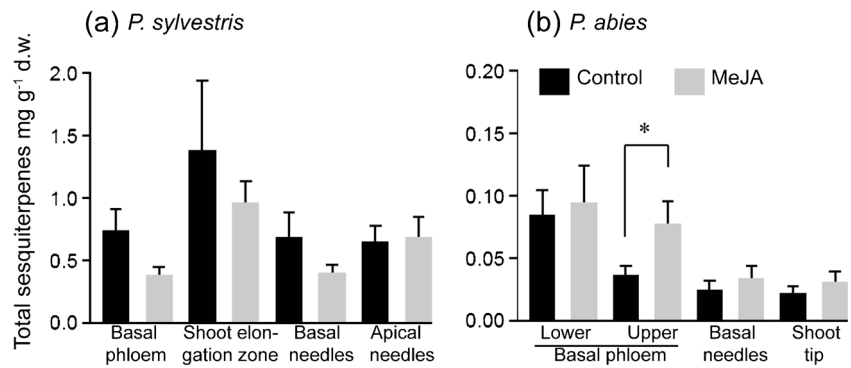 (a) P. sylvestris
Total sesquiterpenes mg g⁻¹ d.w.
2.0
1.5
1.0
0.5
0.0
Basal
phloem
Shoot elon-
gation zone
Basal
needles
Apical
needles
(b) P. abies
Control
MeJA
*
0.20
0.15
0.10
0.05
0.00
Lower
Upper
Basal phloem
Basal
needles
Shoot
tip